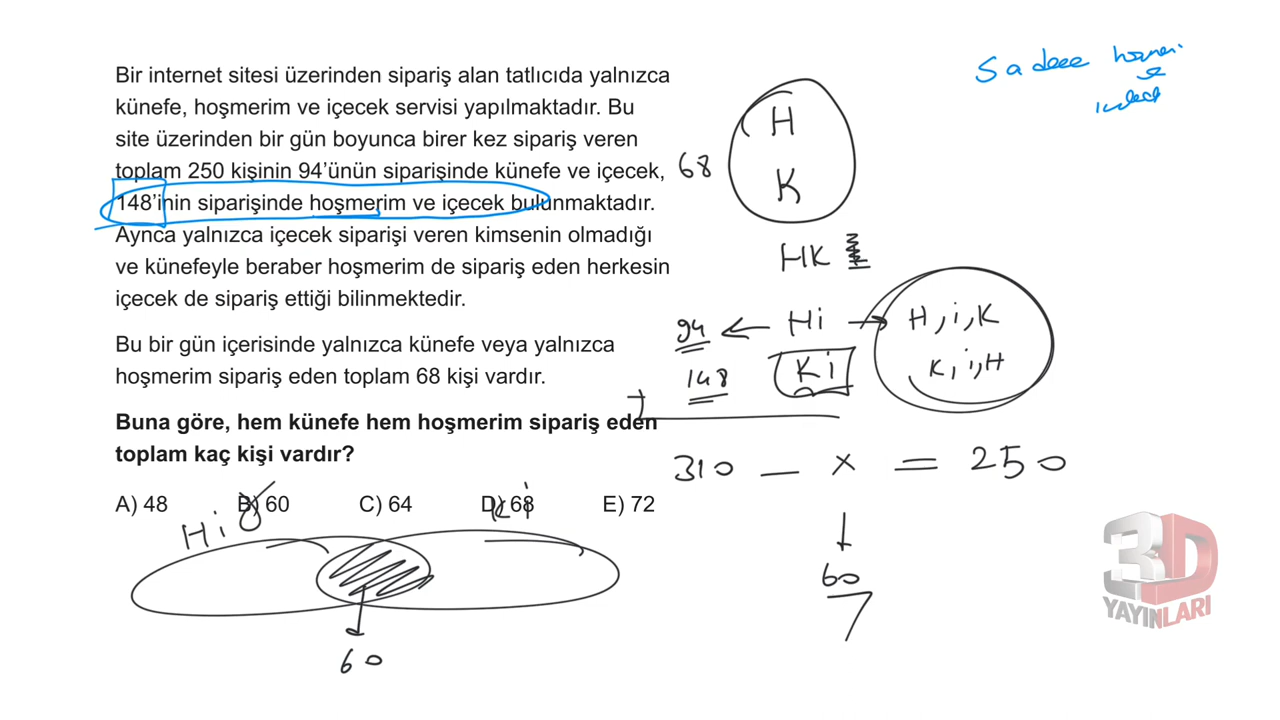 Bir internet sitesi üzerinden sipariş alan tatlıcıda yalnızca
künefe, hoşmerim ve içecek servisi yapılmaktadır. Bu
site üzerinden bir gün boyunca birer kez sipariş veren
toplam 250 kişinin 94'ünün siparişinde künefe ve içecek,
148'inin siparişinde hoşmerim ve içecek bulunmaktadır.
Ayrıca yalnızca içecek siparişi veren kimsenin olmadığı
ve künefeyle beraber hoşmerim de sipariş eden herkesin
içecek de sipariş ettiği bilinmektedir.
Bu bir gün içerisinde yalnızca künefe veya yalnızca
hoşmerim sipariş eden toplam 68 kişi vardır.
Buna göre, hem künefe hem hoşmerim sipariş eden
toplam kaç kişi vardır?
A) 48 B) 60 C) 64 D) 68 E) 72
Sadece
H
68
K
HK
94 ← Hi → H, i, K
148 Ki K, i, H
+
310 - x = 250
↓
60
Hi Ki
60
3D
YAYINLARI